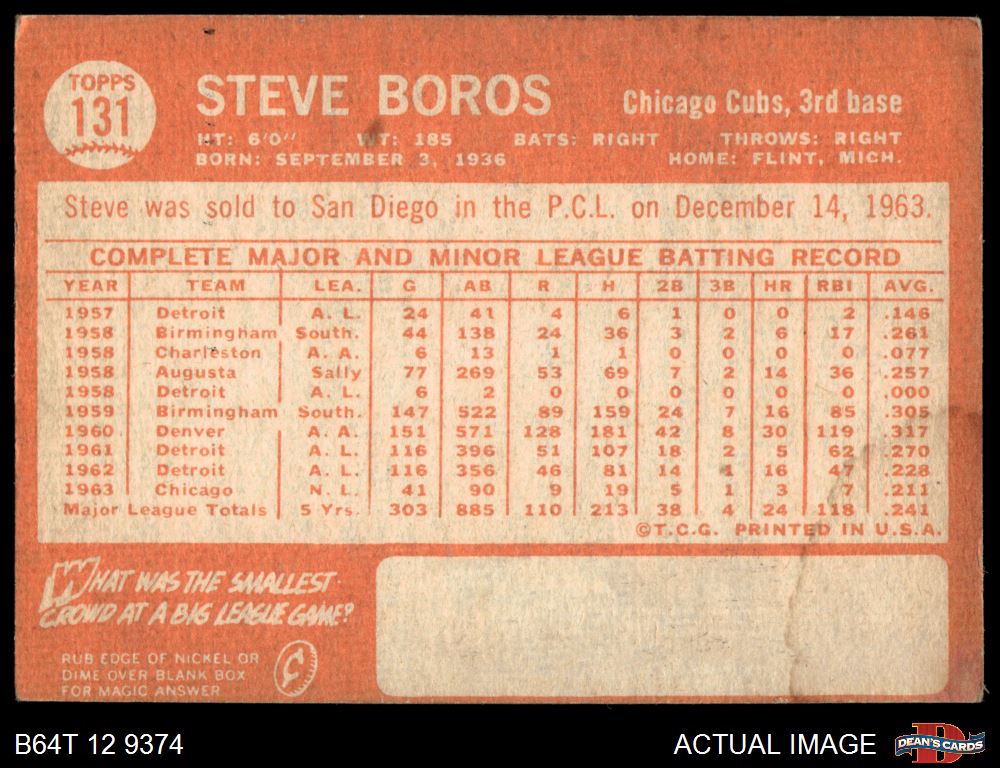 TOPPS
131
STEVE BOROS
Chicago Cubs, 3rd base
HT: 6'0" WT: 185 BATS: RIGHT THROWS: RIGHT
BORN: SEPTEMBER 3, 1936 HOME: FLINT, MICH.
Steve was sold to San Diego in the P.C.L. on December 14, 1963.
COMPLETE MAJOR AND MINOR LEAGUE BATTING RECORD
YEAR TEAM LEA. G AB R H 2B 3B HR RBI AVG.
1957 Detroit A. L. 24 41 4 6 1 0 0 2 .146
1958 Birmingham South. 44 138 24 36 3 2 6 17 .261
1958 Charleston A. A. 6 13 1 1 0 0 0 0 .077
1958 Augusta Sally 77 269 53 69 7 2 14 36 .257
1958 Detroit A. L. 6 2 0 0 0 0 0 0 .000
1959 Birmingham South. 147 522 89 159 24 7 16 85 .305
1960 Denver A. A. 151 571 128 181 42 8 30 119 .317
1961 Detroit A. L. 116 396 51 107 18 2 5 62 .270
1962 Detroit A. L. 116 356 46 81 14 1 16 47 .228
1963 Chicago N. L. 41 90 9 19 5 1 3 7 .211
Major League Totals 5 Yrs. 303 885 110 213 38 4 24 118 .241
©T.C.G. PRINTED IN U.S.A.
WHAT WAS THE SMALLEST
CROWD AT A BIG LEAGUE GAME?
RUB EDGE OF NICKEL OR
DIME OVER BLANK BOX
FOR MAGIC ANSWER
B64T 12 9374
ACTUAL IMAGE
D
DEAN'S CARDS